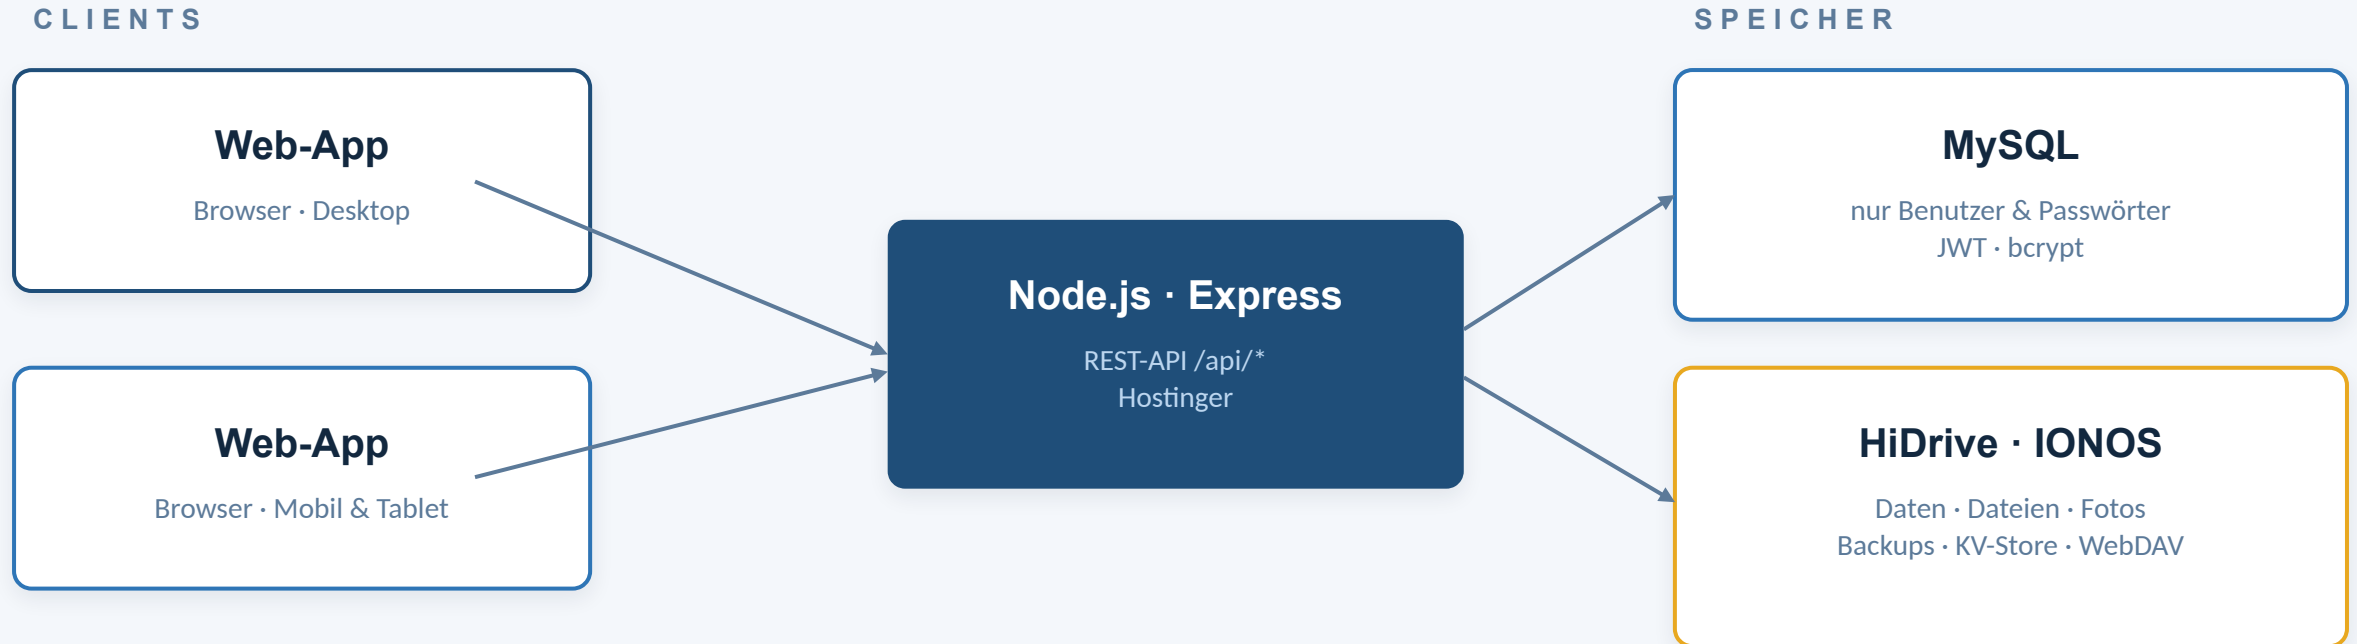 CLIENTS
Web-App
Browser · Desktop
Web-App
Browser · Mobil & Tablet
Node.js · Express
REST-API /api/*
Hostinger
SPEICHER
MySQL
nur Benutzer & Passwörter
JWT · bcrypt
HiDrive · IONOS
Daten · Dateien · Fotos
Backups · KV-Store · WebDAV